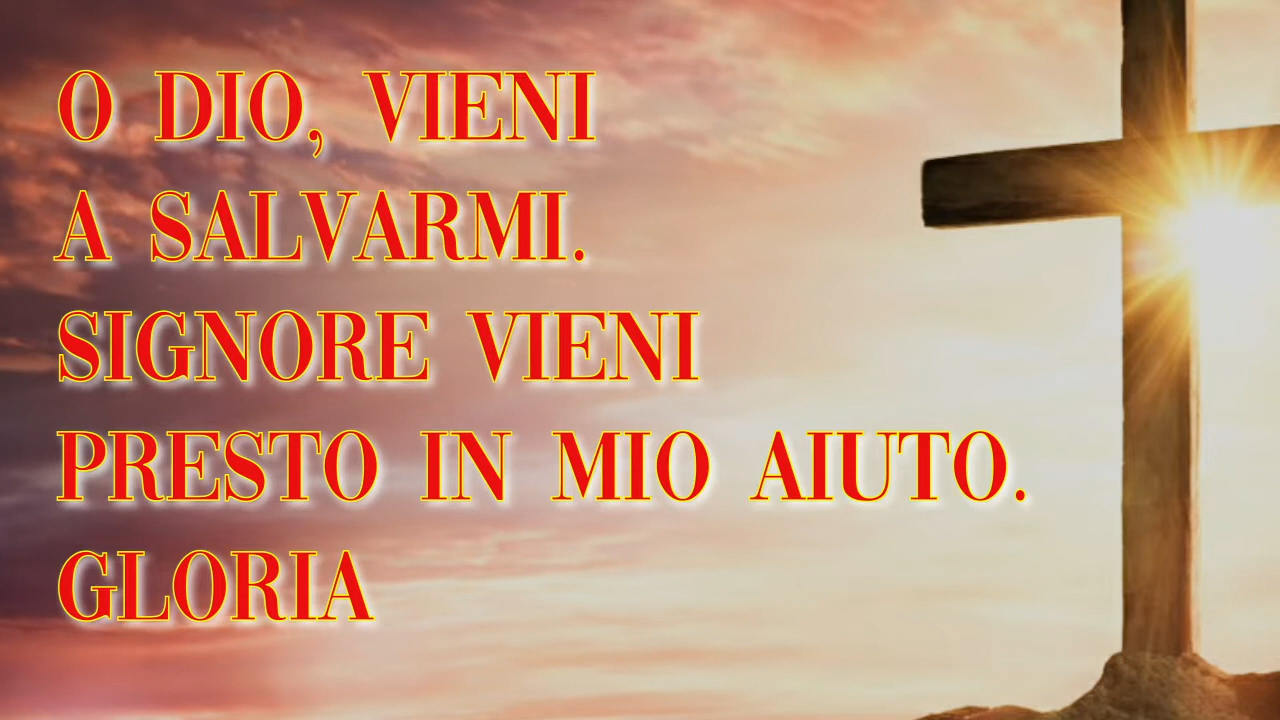 O DIO, VIENI
A SALVARMI.
SIGNORE VIENI
PRESTO IN MIO AIUTO.
GLORIA